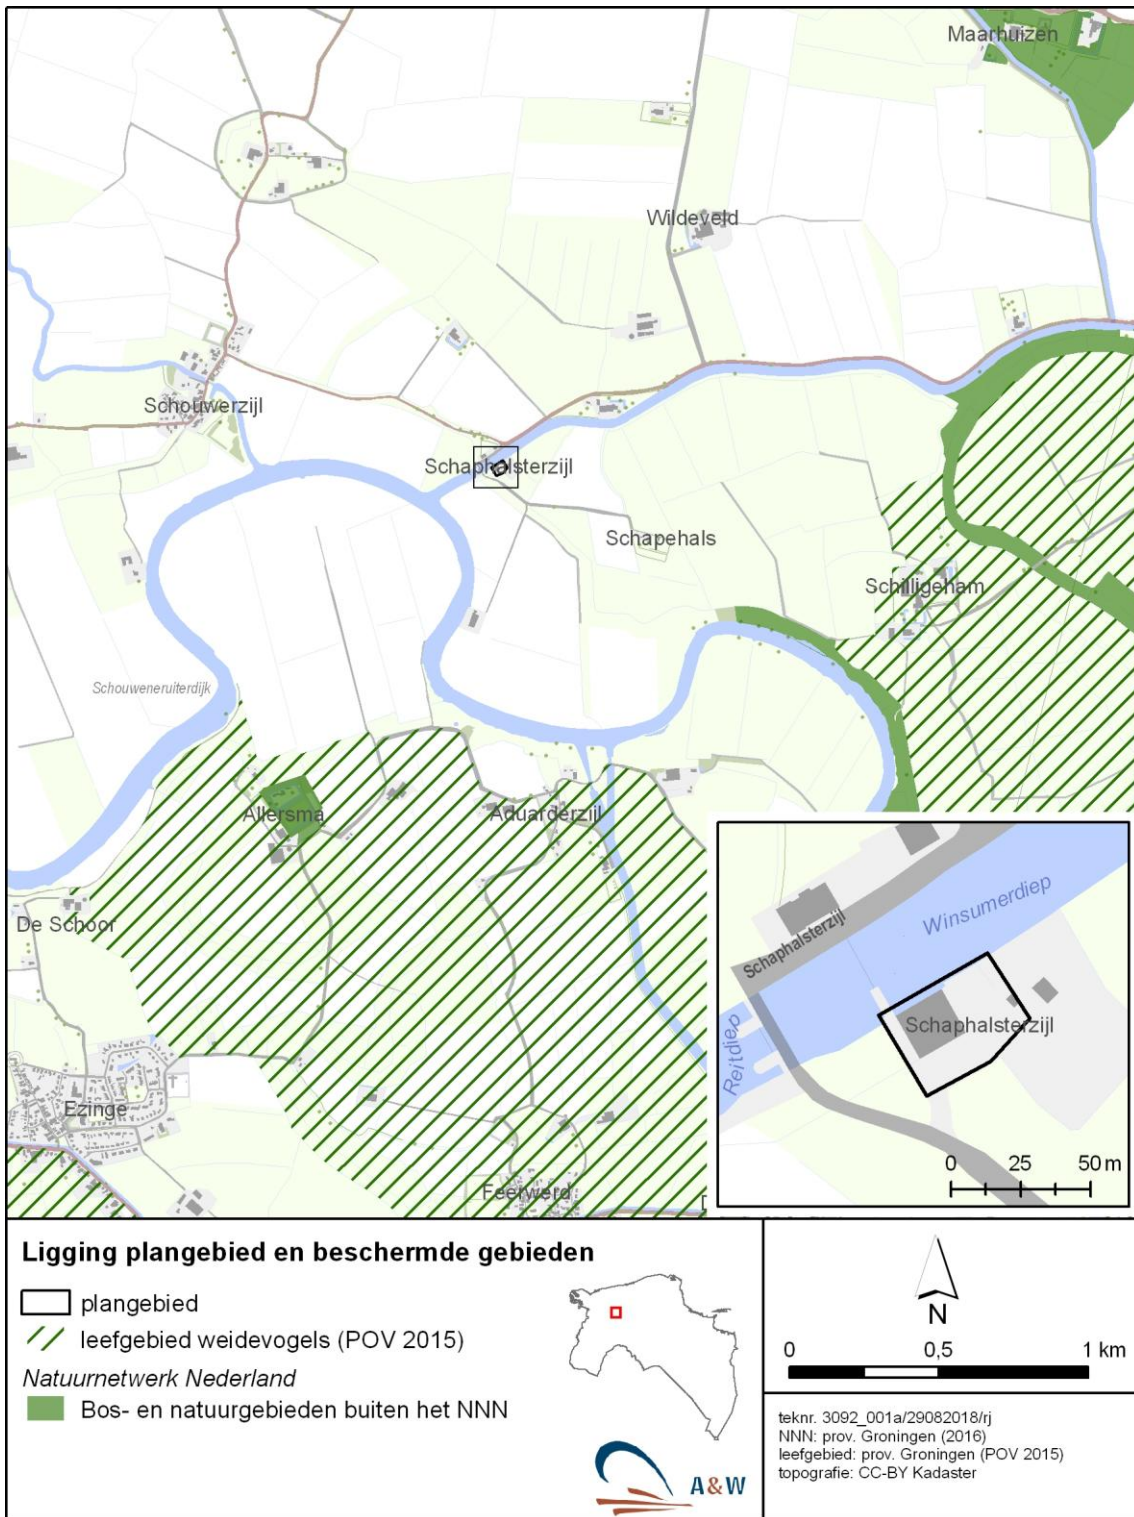 Maarhuizen
Wildeveld
Schouwerzijl
Schaphalsterzijl
Schapehals
Schilligeham
Schouweneruiterdijk
Allersma
Aduarderzijl
De Schoor
Ezinge
Feerwerd
Schaphalsterzijl
Winsumerdiep
Schaphalsterzijl
Reitdiep
0 25 50 m
Ligging plangebied en beschermde gebieden
plangebied
leefgebied weidevogels (POV 2015)
Natuurnetwerk Nederland
Bos- en natuurgebieden buiten het NNN
A&W
N
0 0,5 1 km
teknr. 3092_001a/29082018/rj
NNN: prov. Groningen (2016)
leefgebied: prov. Groningen (POV 2015)
topografie: CC-BY Kadaster